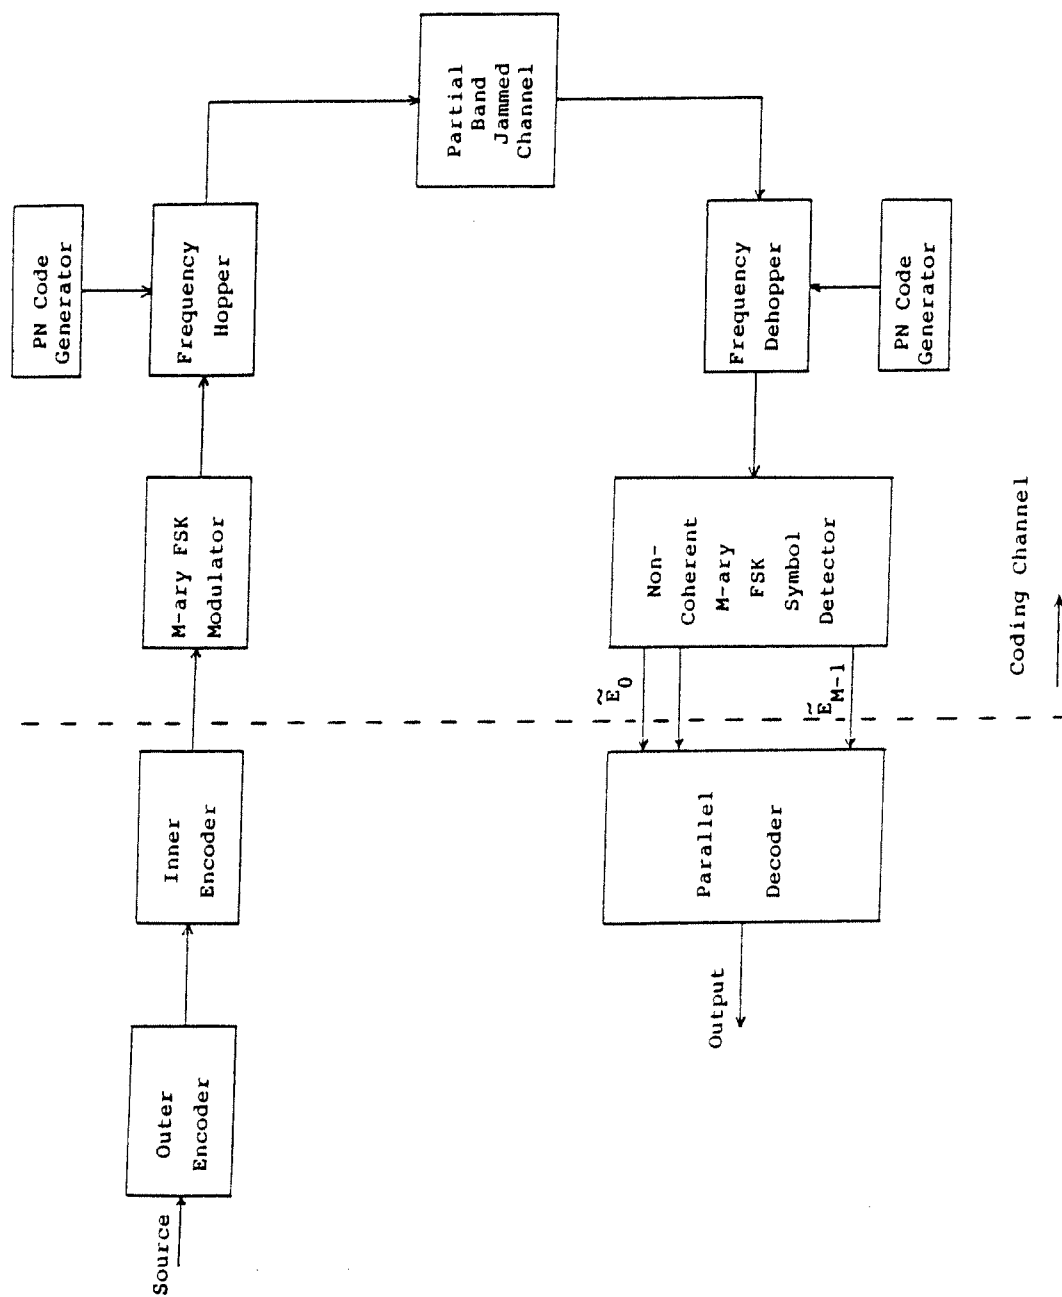 Source
Outer
Encoder
Inner
Encoder
M-ary FSK
Modulator
PN Code
Generator
Frequency
Hopper
Partial
Band
Jammed
Channel
Frequency
Dehopper
PN Code
Generator
Non-
Coherent
M-ary
FSK
Symbol
Detector
Ẽ0
ẼM-1
Parallel
Decoder
Output
Coding Channel